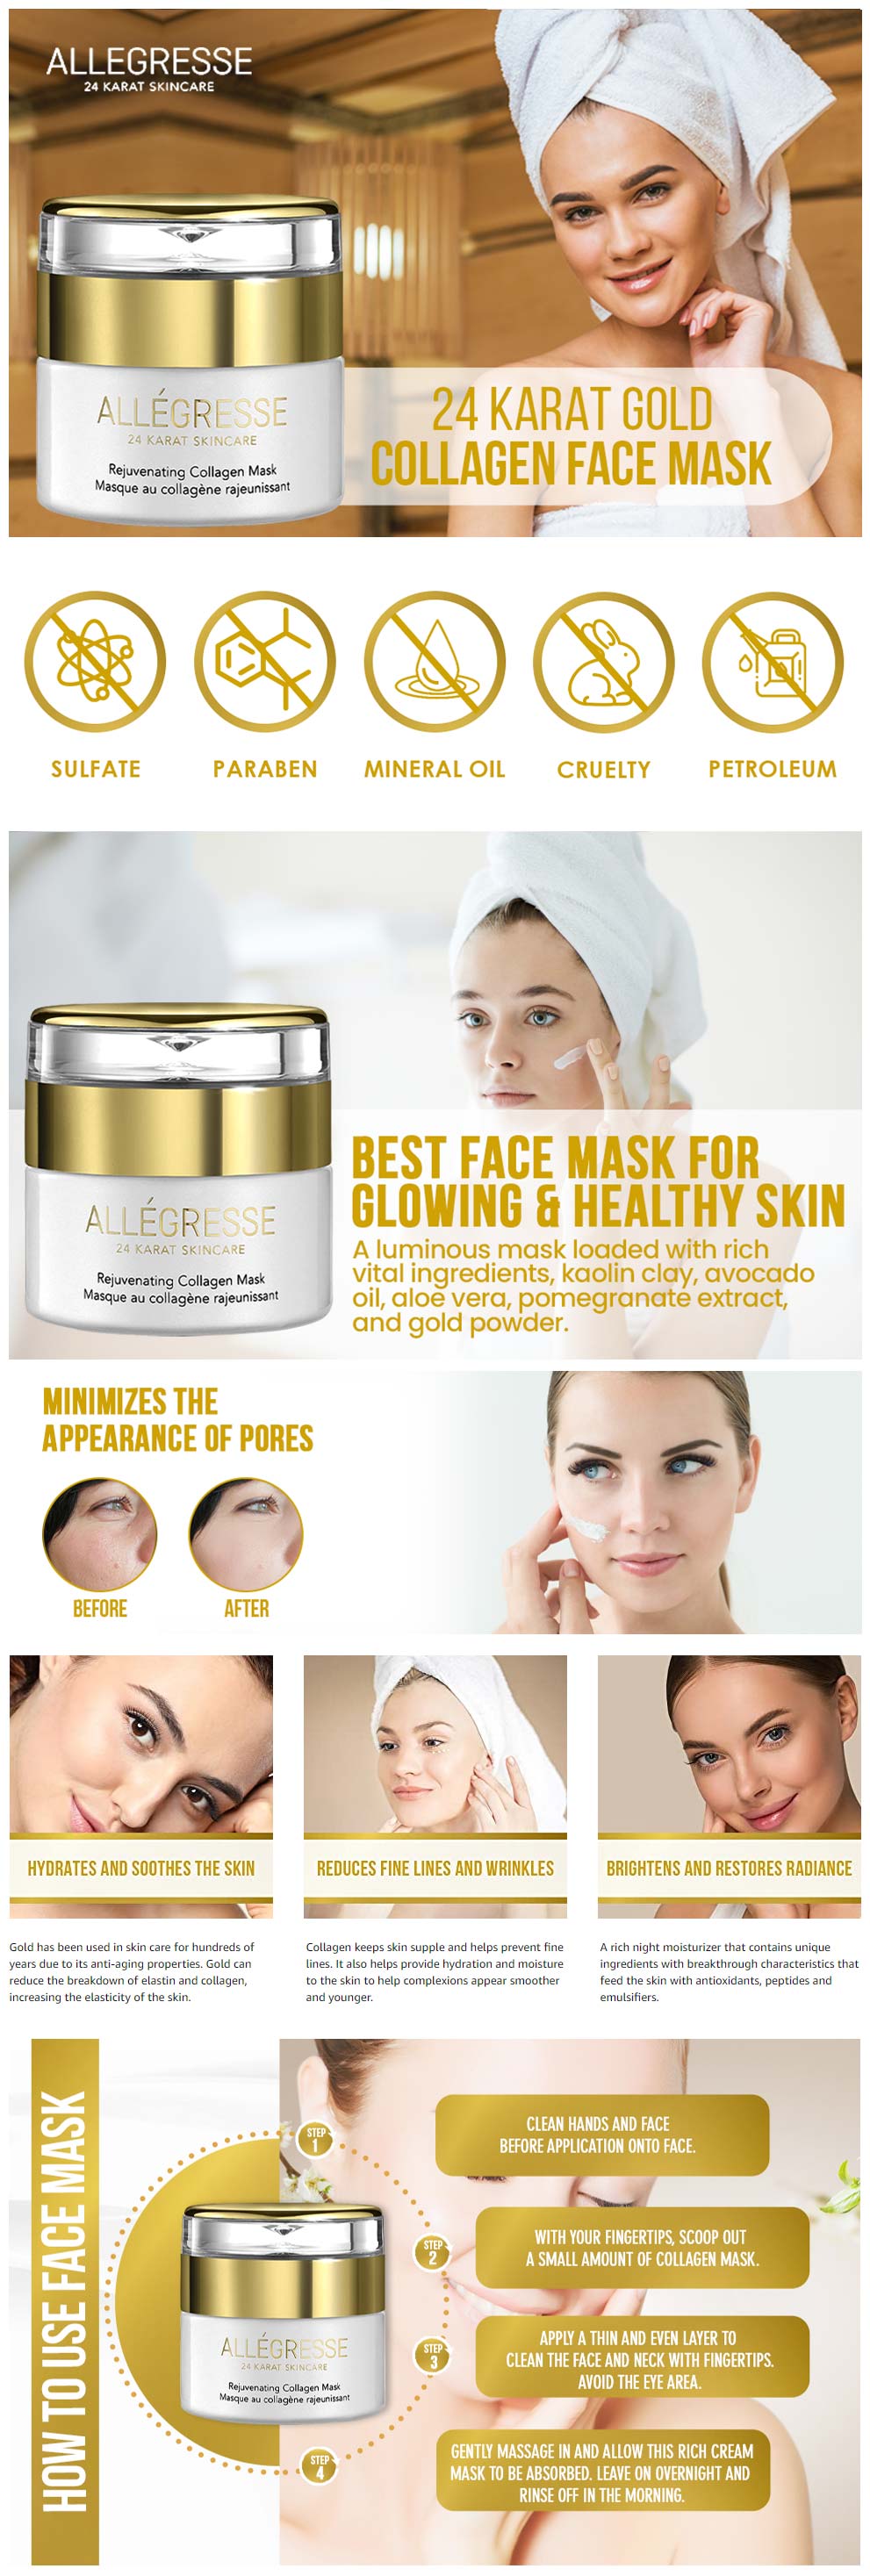 ALLEGRESSE
24 KARAT SKINCARE
ALLÉGRESSE
24 KARAT SKINCARE
Rejuvenating Collagen Mask
Masque au collagène rajeunissant
24 KARAT GOLD
COLLAGEN FACE MASK
SULFATE
PARABEN
MINERAL OIL
CRUELTY
PETROLEUM
ALLÉGRESSE
24 KARAT SKINCARE
Rejuvenating Collagen Mask
Masque au collagène rajeunissant
BEST FACE MASK FOR
GLOWING & HEALTHY SKIN
A luminous mask loaded with rich
vital ingredients, kaolin clay, avocado
oil, aloe vera, pomegranate extract,
and gold powder.
MINIMIZES THE
APPEARANCE OF PORES
BEFORE
AFTER
HYDRATES AND SOOTHES THE SKIN
Gold has been used in skin care for hundreds of
years due to its anti-aging properties. Gold can
reduce the breakdown of elastin and collagen,
increasing the elasticity of the skin.
REDUCES FINE LINES AND WRINKLES
Collagen keeps skin supple and helps prevent fine
lines. It also helps provide hydration and moisture
to the skin to help complexions appear smoother
and younger.
BRIGHTENS AND RESTORES RADIANCE
A rich night moisturizer that contains unique
ingredients with breakthrough characteristics that
feed the skin with antioxidants, peptides and
emulsifiers.
HOW TO USE FACE MASK
ALLÉGRESSE
24 KARAT SKINCARE
Rejuvenating Collagen Mask
Masque au collagène rajeunissant
STEP
1
CLEAN HANDS AND FACE
BEFORE APPLICATION ONTO FACE.
STEP
2
WITH YOUR FINGERTIPS, SCOOP OUT
A SMALL AMOUNT OF COLLAGEN MASK.
STEP
3
APPLY A THIN AND EVEN LAYER TO
CLEAN THE FACE AND NECK WITH FINGERTIPS.
AVOID THE EYE AREA.
STEP
4
GENTLY MASSAGE IN AND ALLOW THIS RICH CREAM
MASK TO BE ABSORBED. LEAVE ON OVERNIGHT AND
RINSE OFF IN THE MORNING.